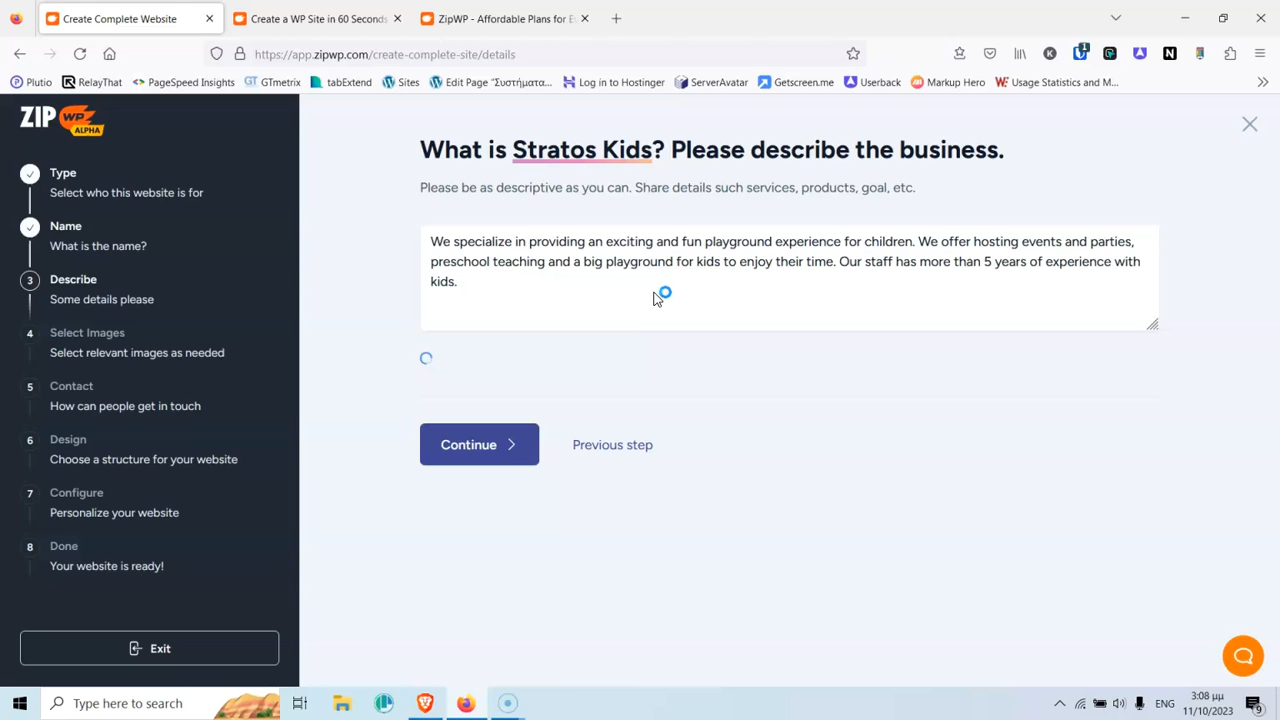 Create Complete Website
Create a WP Site in 60 Seconds
ZipWP - Affordable Plans for E
https://app.zipwp.com/create-complete-site/details
Plutio
RelayThat
PageSpeed Insights
GTmetrix
tabExtend
Sites
Edit Page "Συστήματα...
Log in to Hostinger
ServerAvatar
Getscreen.me
Userback
Markup Hero
Usage Statistics and M...
ZIP WP ALPHA
Type
Select who this website is for
Name
What is the name?
3 Describe
Some details please
4 Select Images
Select relevant images as needed
5 Contact
How can people get in touch
6 Design
Choose a structure for your website
7 Configure
Personalize your website
8 Done
Your website is ready!
Exit
What is Stratos Kids? Please describe the business.
Please be as descriptive as you can. Share details such services, products, goal, etc.
We specialize in providing an exciting and fun playground experience for children. We offer hosting events and parties,
preschool teaching and a big playground for kids to enjoy their time. Our staff has more than 5 years of experience with
kids.
Continue
Previous step
Type here to search
ΕΝΓ
3:08 μμ
11/10/2023
9